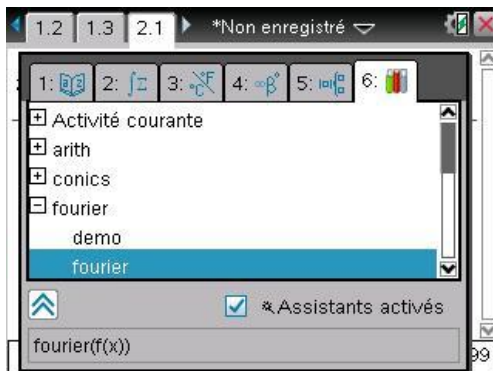 1.2 1.3 2.1 *Non enregistré
1: 2: ∫Σ 3: °C°F 4: ∞β° 5: 6:
Activité courante
arith
conics
fourier
demo
fourier
Assistants activés
fourier(f(x))
99